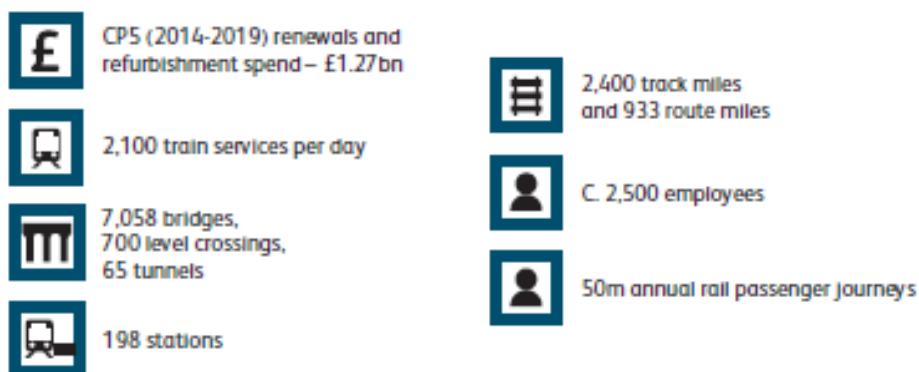 £
CP5 (2014-2019) renewals and
refurbishment spend – £1.27bn
2,100 train services per day
7,058 bridges,
700 level crossings,
65 tunnels
198 stations
2,400 track miles
and 933 route miles
C. 2,500 employees
50m annual rail passenger journeys